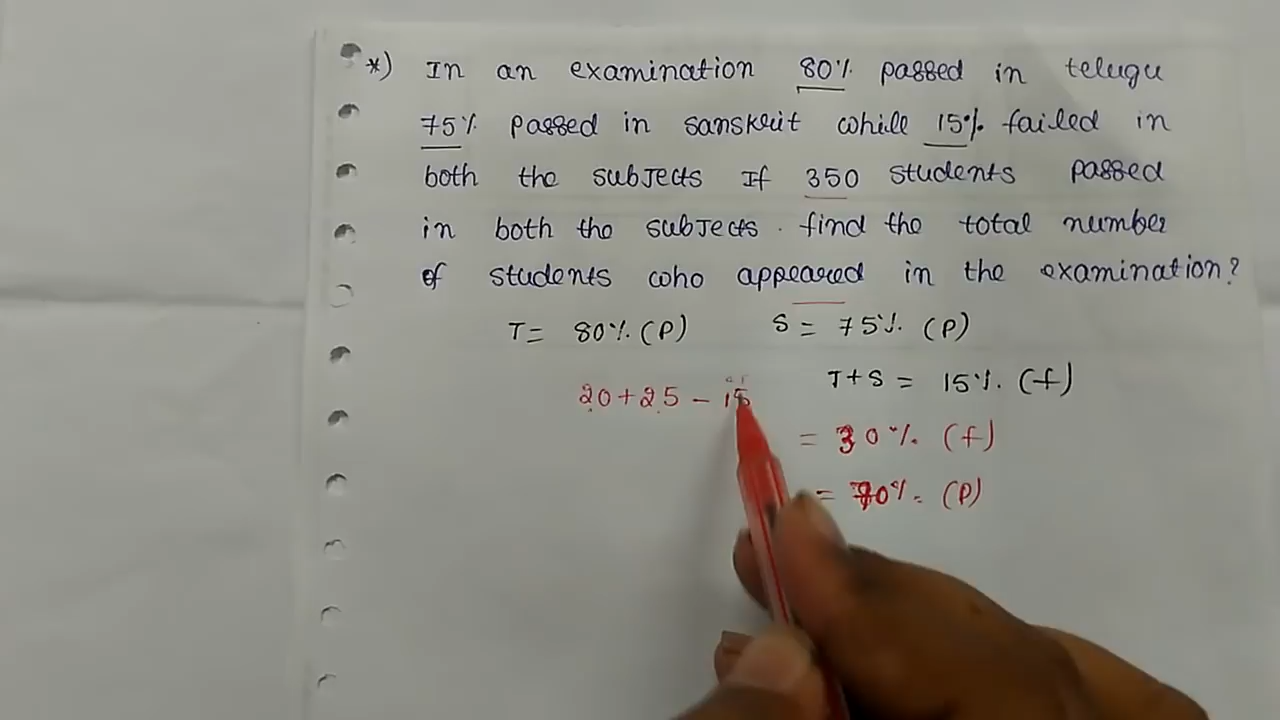 *) In an examination 80% passed in telugu
75% passed in sanskrit while 15% failed in
both the subjects If 350 students passed
in both the subjects. find the total number
of students who appeared in the examination?
T = 80%. (P) S = 75%. (P)
T+S = 15%. (f)
20+25-15
= 30%. (f)
= 70%. (P)